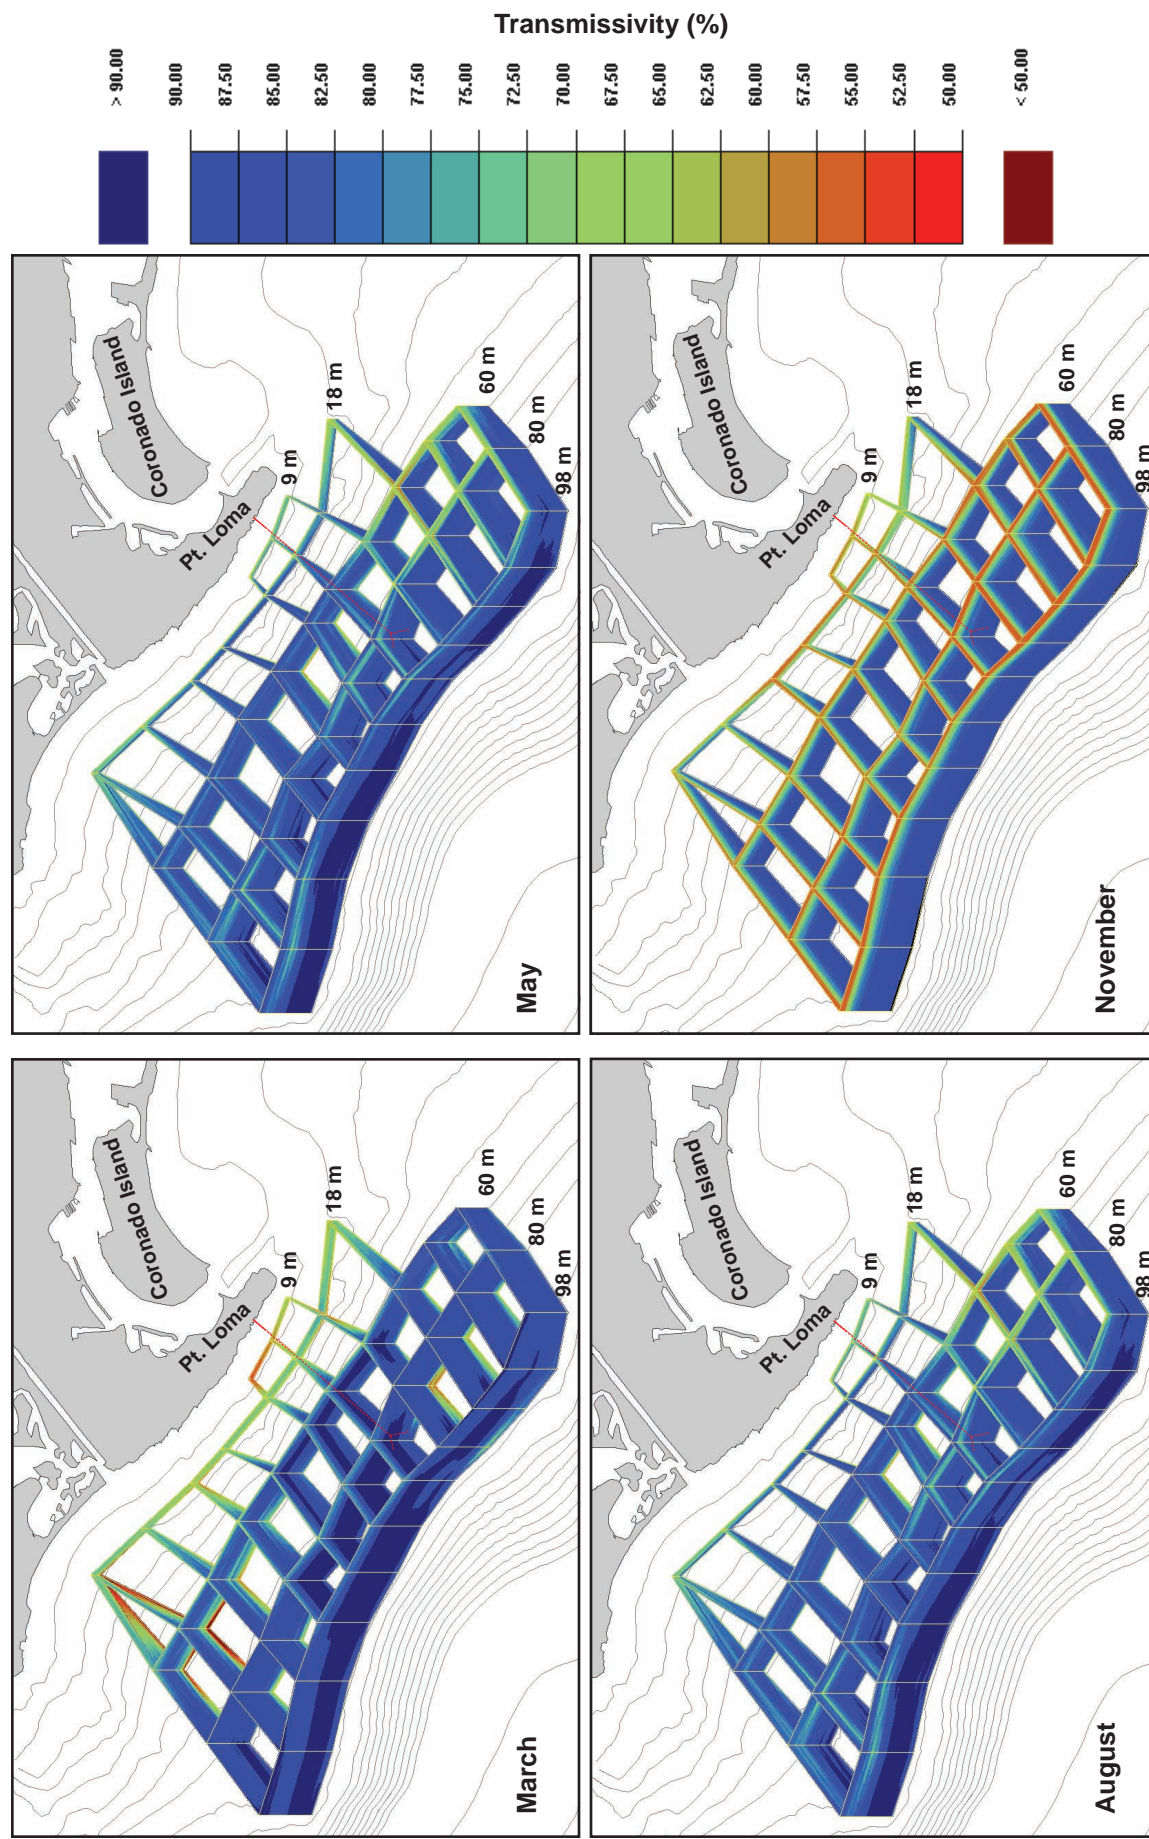 Transmissivity (%)
> 90.00
90.00
87.50
85.00
82.50
80.00
77.50
75.00
72.50
70.00
67.50
65.00
62.50
60.00
57.50
55.00
52.50
50.00
< 50.00
Coronado Island
Pt. Loma
9 m
18 m
60 m
80 m
98 m
May
Coronado Island
Pt. Loma
9 m
18 m
60 m
80 m
98 m
November
Coronado Island
Pt. Loma
9 m
18 m
60 m
80 m
98 m
March
Coronado Island
Pt. Loma
9 m
18 m
60 m
80 m
98 m
August